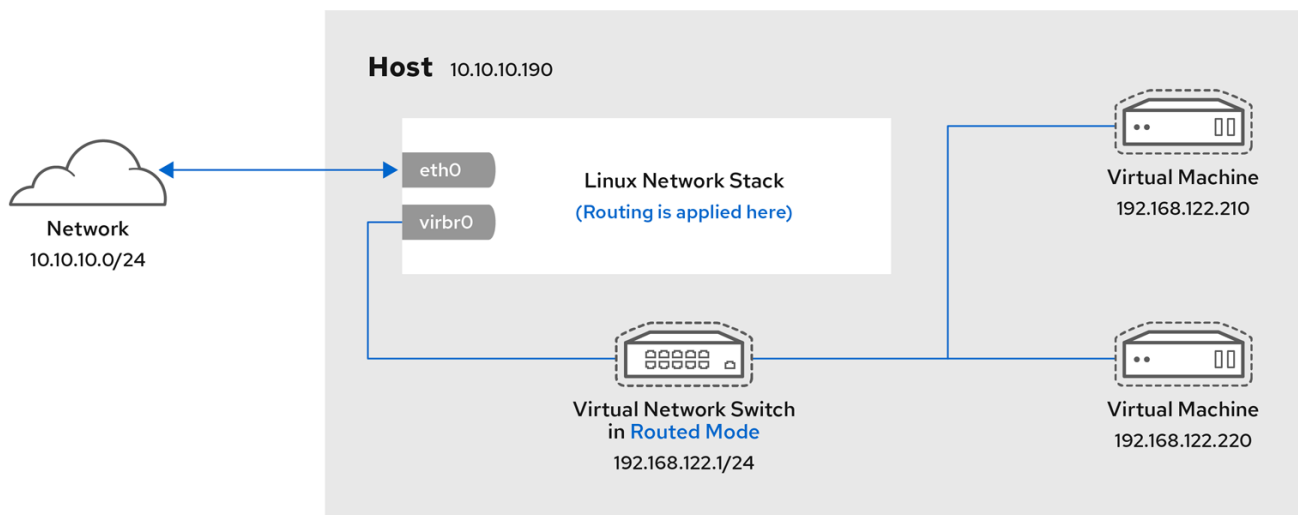 Host 10.10.10.190
eth0
virbr0
Linux Network Stack
(Routing is applied here)
Network
10.10.10.0/24
Virtual Machine
192.168.122.210
Virtual Network Switch
in Routed Mode
192.168.122.1/24
Virtual Machine
192.168.122.220